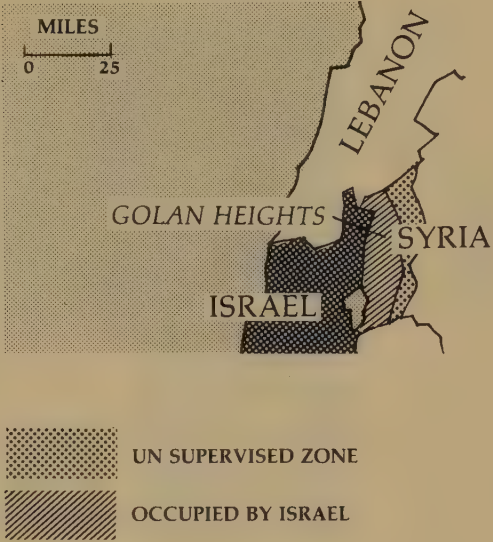 MILES
0 25
LEBANON
GOLAN HEIGHTS
SYRIA
ISRAEL
UN SUPERVISED ZONE
OCCUPIED BY ISRAEL